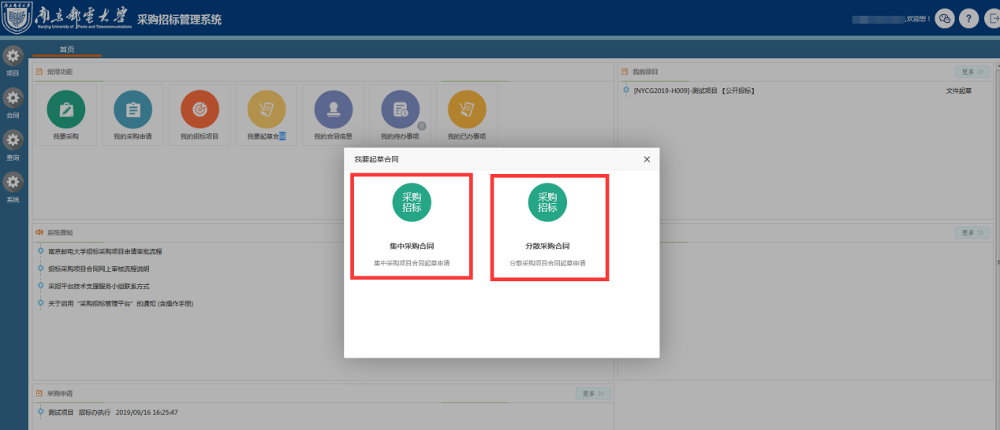 南京邮电大学
Nanjing University of Posts and Telecommunications
采购招标管理系统
,欢迎您！
?
首页
项目
合同
查询
系统
常用功能
我要采购
我的采购申请
我的招标项目
我要起草合同
我的合同信息
0
我的待办事项
我的已办事项
我的项目
更多 >>
[NYCG2019-H009]-测试项目 【公开招标】
文件起草
我要起草合同
采购
招标
集中采购合同
集中采购项目合同起草申请
采购
招标
分散采购合同
分散采购项目合同起草申请
系统通知
更多 >>
南京邮电大学招标采购项目申请审批流程
招标采购项目合同网上审核流程说明
采招平台技术支撑服务小组联系方式
关于启用“采购招标管理平台”的通知 (含操作手册)
采购申请
更多 >>
测试项目 招标办执行 2019/09/16 16:25:47